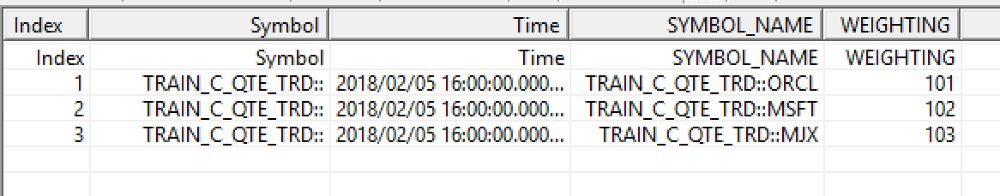 Index Symbol Time SYMBOL_NAME WEIGHTING
Index Symbol Time SYMBOL_NAME WEIGHTING
1 TRAIN_C_QTE_TRD:: 2018/02/05 16:00:00.000... TRAIN_C_QTE_TRD::ORCL 101
2 TRAIN_C_QTE_TRD:: 2018/02/05 16:00:00.000... TRAIN_C_QTE_TRD::MSFT 102
3 TRAIN_C_QTE_TRD:: 2018/02/05 16:00:00.000... TRAIN_C_QTE_TRD::MJX 103